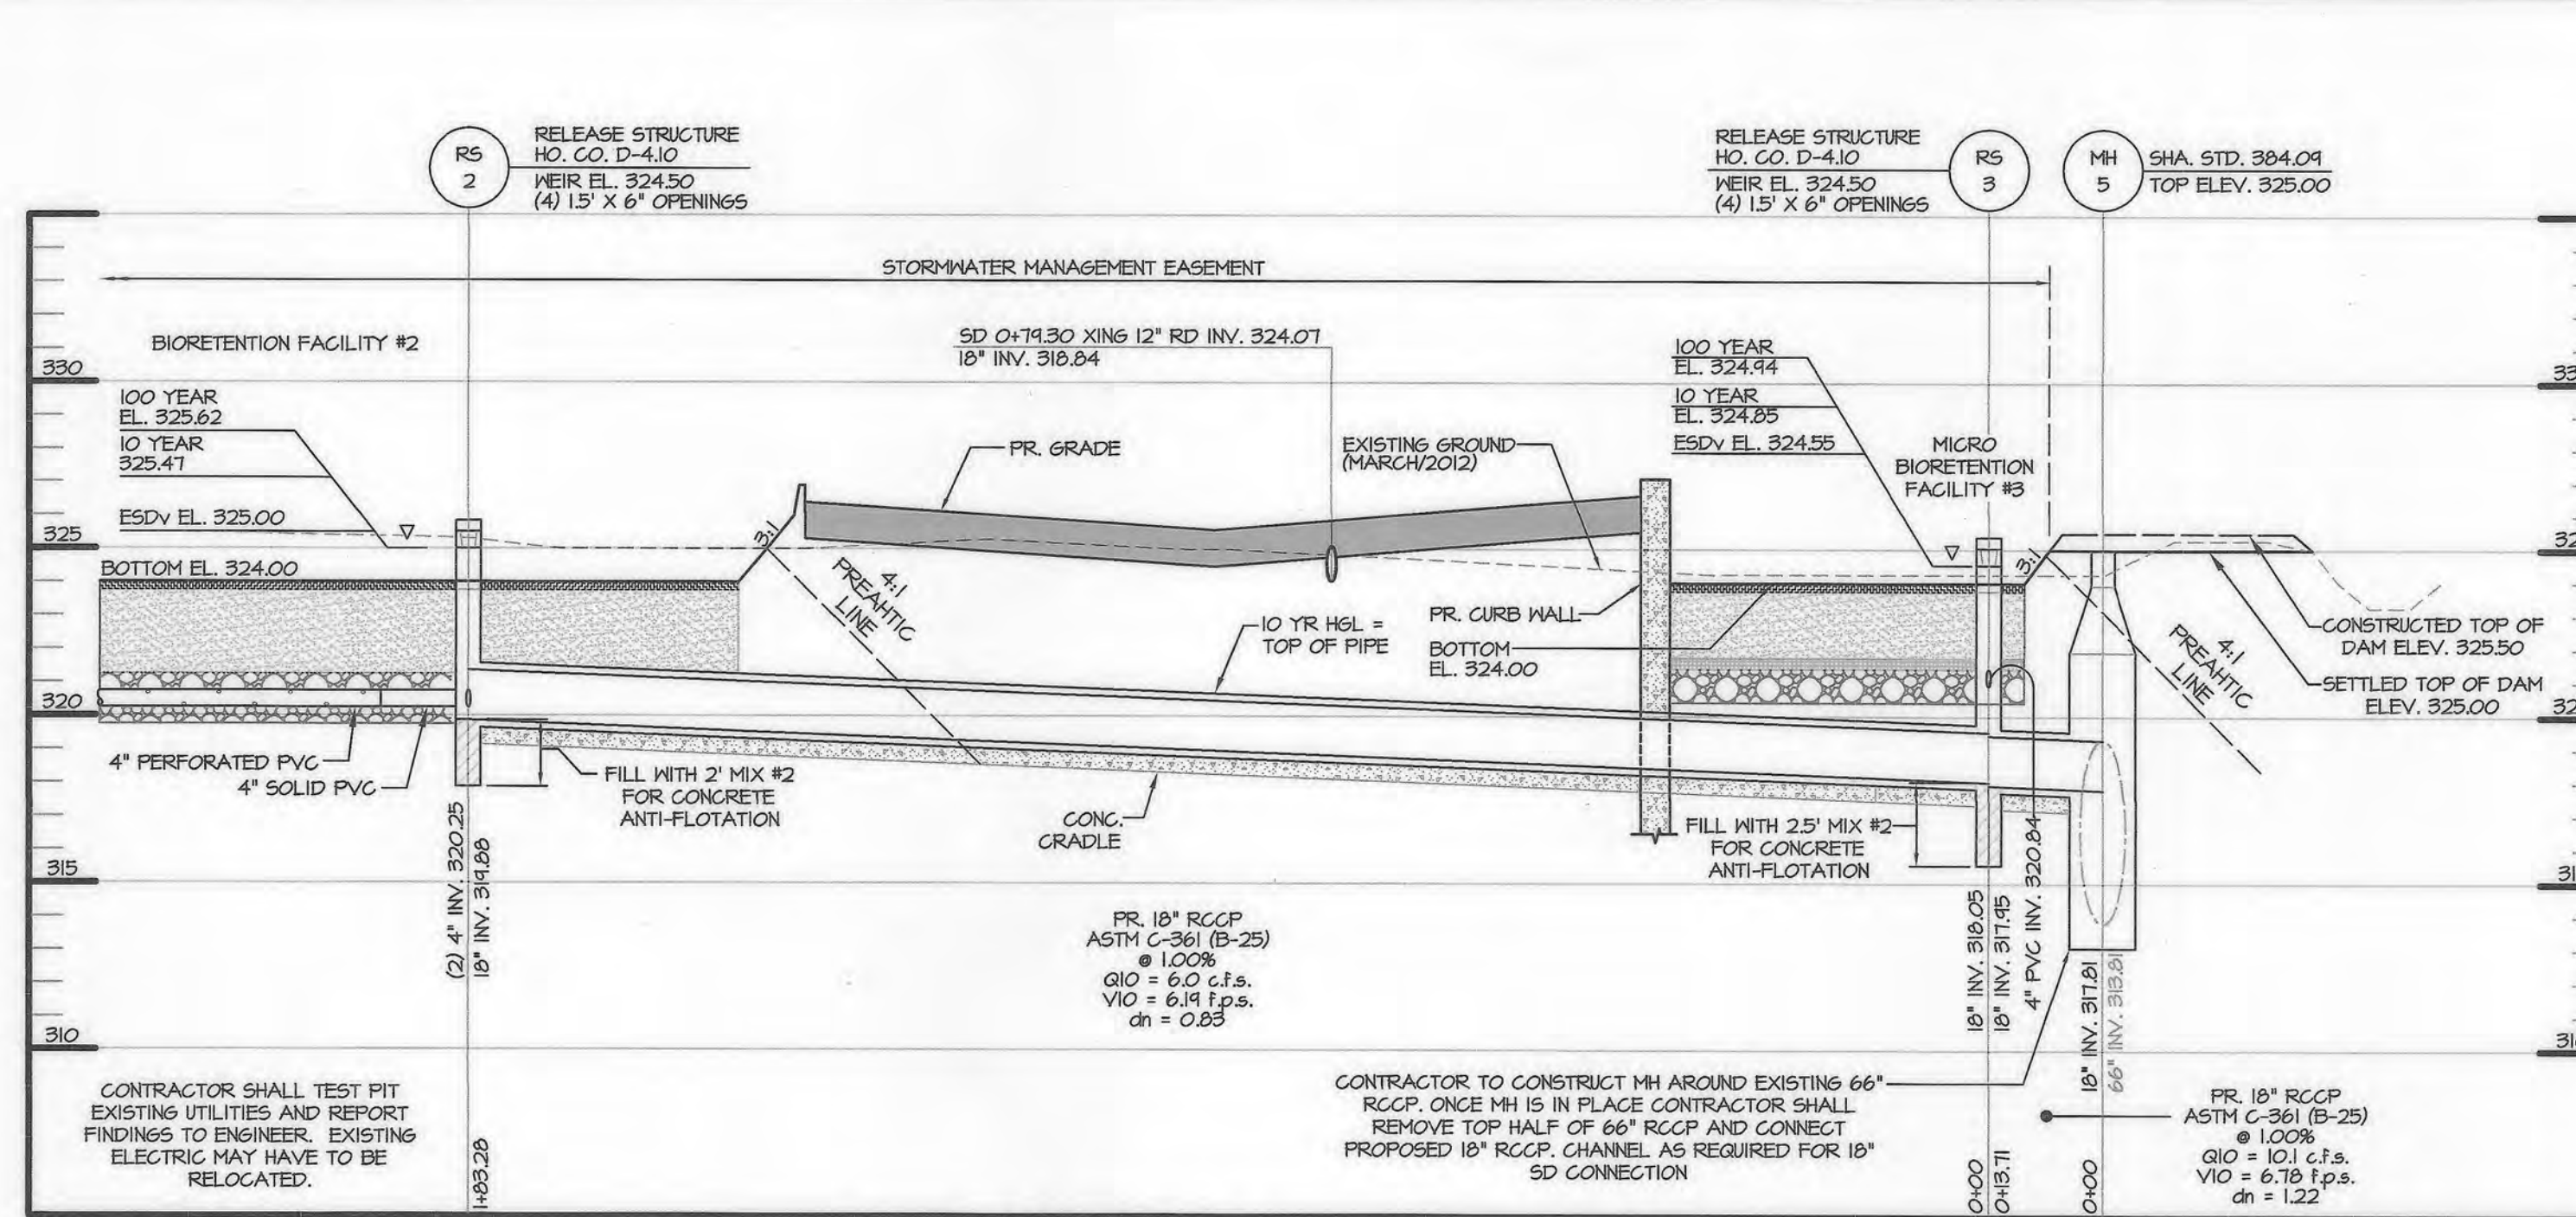 RS
2
RELEASE STRUCTURE
HO. CO. D-4.10
WEIR EL. 324.50
(4) 1.5' X 6" OPENINGS
RELEASE STRUCTURE
HO. CO. D-4.10
WEIR EL. 324.50
(4) 1.5' X 6" OPENINGS
RS
3
MH
5
SHA. STD. 384.09
TOP ELEV. 325.00
STORMWATER MANAGEMENT EASEMENT
BIORETENTION FACILITY #2
SD 0+79.30 XING 12" RD INV. 324.07
18" INV. 318.84
330
100 YEAR
EL. 325.62
10 YEAR
325.47
ESDv EL. 325.00
325
BOTTOM EL. 324.00
PR. GRADE
EXISTING GROUND
(MARCH/2012)
100 YEAR
EL. 324.94
10 YEAR
EL. 324.85
ESDv EL. 324.55
MICRO
BIORETENTION
FACILITY #3
33
32
3:1
4:1
PREAHTIC
LINE
10 YR HGL =
TOP OF PIPE
PR. CURB WALL
BOTTOM
EL. 324.00
3:1
4:1
PREAHTIC
LINE
CONSTRUCTED TOP OF
DAM ELEV. 325.50
SETTLED TOP OF DAM
ELEV. 325.00
320
32
4" PERFORATED PVC
4" SOLID PVC
FILL WITH 2' MIX #2
FOR CONCRETE
ANTI-FLOTATION
CONC.
CRADLE
FILL WITH 2.5' MIX #2
FOR CONCRETE
ANTI-FLOTATION
315
31
(2) 4" INV. 320.25
18" INV. 319.88
PR. 18" RCCP
ASTM C-361 (B-25)
@ 1.00%
Q10 = 6.0 c.f.s.
V10 = 6.19 f.p.s.
dn = 0.83
18" INV. 318.05
18" INV. 317.95
4" PVC INV. 320.84
18" INV. 317.81
66" INV. 313.81
310
31
CONTRACTOR SHALL TEST PIT
EXISTING UTILITIES AND REPORT
FINDINGS TO ENGINEER. EXISTING
ELECTRIC MAY HAVE TO BE
RELOCATED.
1+83.28
CONTRACTOR TO CONSTRUCT MH AROUND EXISTING 66"
RCCP. ONCE MH IS IN PLACE CONTRACTOR SHALL
REMOVE TOP HALF OF 66" RCCP AND CONNECT
PROPOSED 18" RCCP. CHANNEL AS REQUIRED FOR 18"
SD CONNECTION
0+00
0+13.71
0+00
PR. 18" RCCP
ASTM C-361 (B-25)
@ 1.00%
Q10 = 10.1 c.f.s.
V10 = 6.78 f.p.s.
dn = 1.22